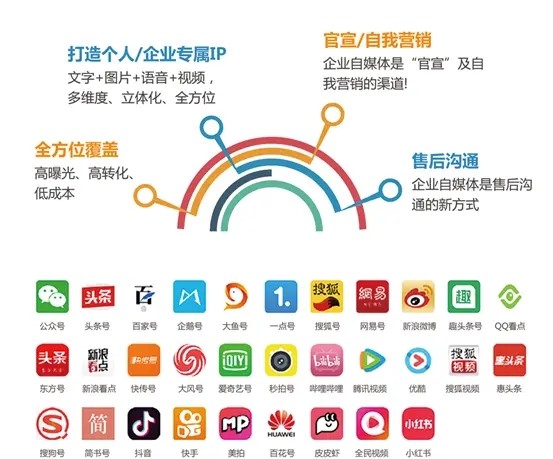 打造个人/企业专属IP
文字+图片+语音+视频，
多维度、立体化、全方位
官宣/自我营销
企业自媒体是“官宣”及自
我营销的渠道!
全方位覆盖
高曝光、高转化、
低成本
售后沟通
企业自媒体是售后沟
通的新方式
头条 百 1. 搜狐 網易 趣
公众号 头条号 百家号 企鹅号 大鱼号 一点号 搜狐号 网易号 新浪微博 趣头条号 QQ看点
头条 新浪看点 快传号 iQIYI bilibili 搜狐视频 惠头条
东方号 新浪看点 快传号 大风号 爱奇艺号 秒拍号 哔哩哔哩 腾讯视频 优酷 搜狐视频 惠头条
S 简 MP HUAWEI 小红书
搜狗号 简书号 抖音 快手 美拍 百花号 皮皮虾 全民视频 小红书